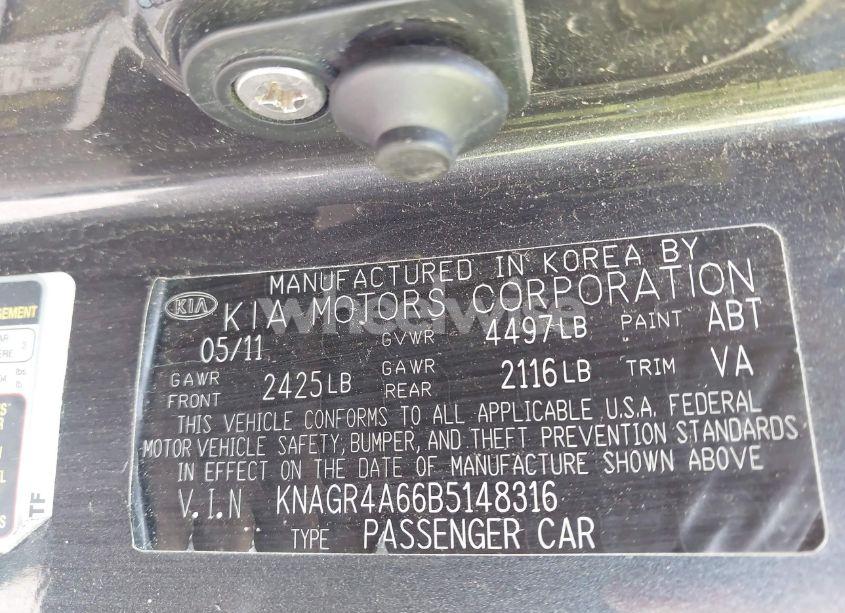 MANUFACTURED IN KOREA BY
KIA KIA MOTORS CORPORATION
05/11 GVWR 4497LB PAINT ABT
GAWR FRONT 2425LB GAWR REAR 2116LB TRIM VA
THIS VEHICLE CONFORMS TO ALL APPLICABLE U.S.A. FEDERAL
MOTOR VEHICLE SAFETY, BUMPER, AND THEFT PREVENTION STANDARDS
IN EFFECT ON THE DATE OF MANUFACTURE SHOWN ABOVE
V.I.N KNAGR4A66B5148316
TYPE PASSENGER CAR
TF